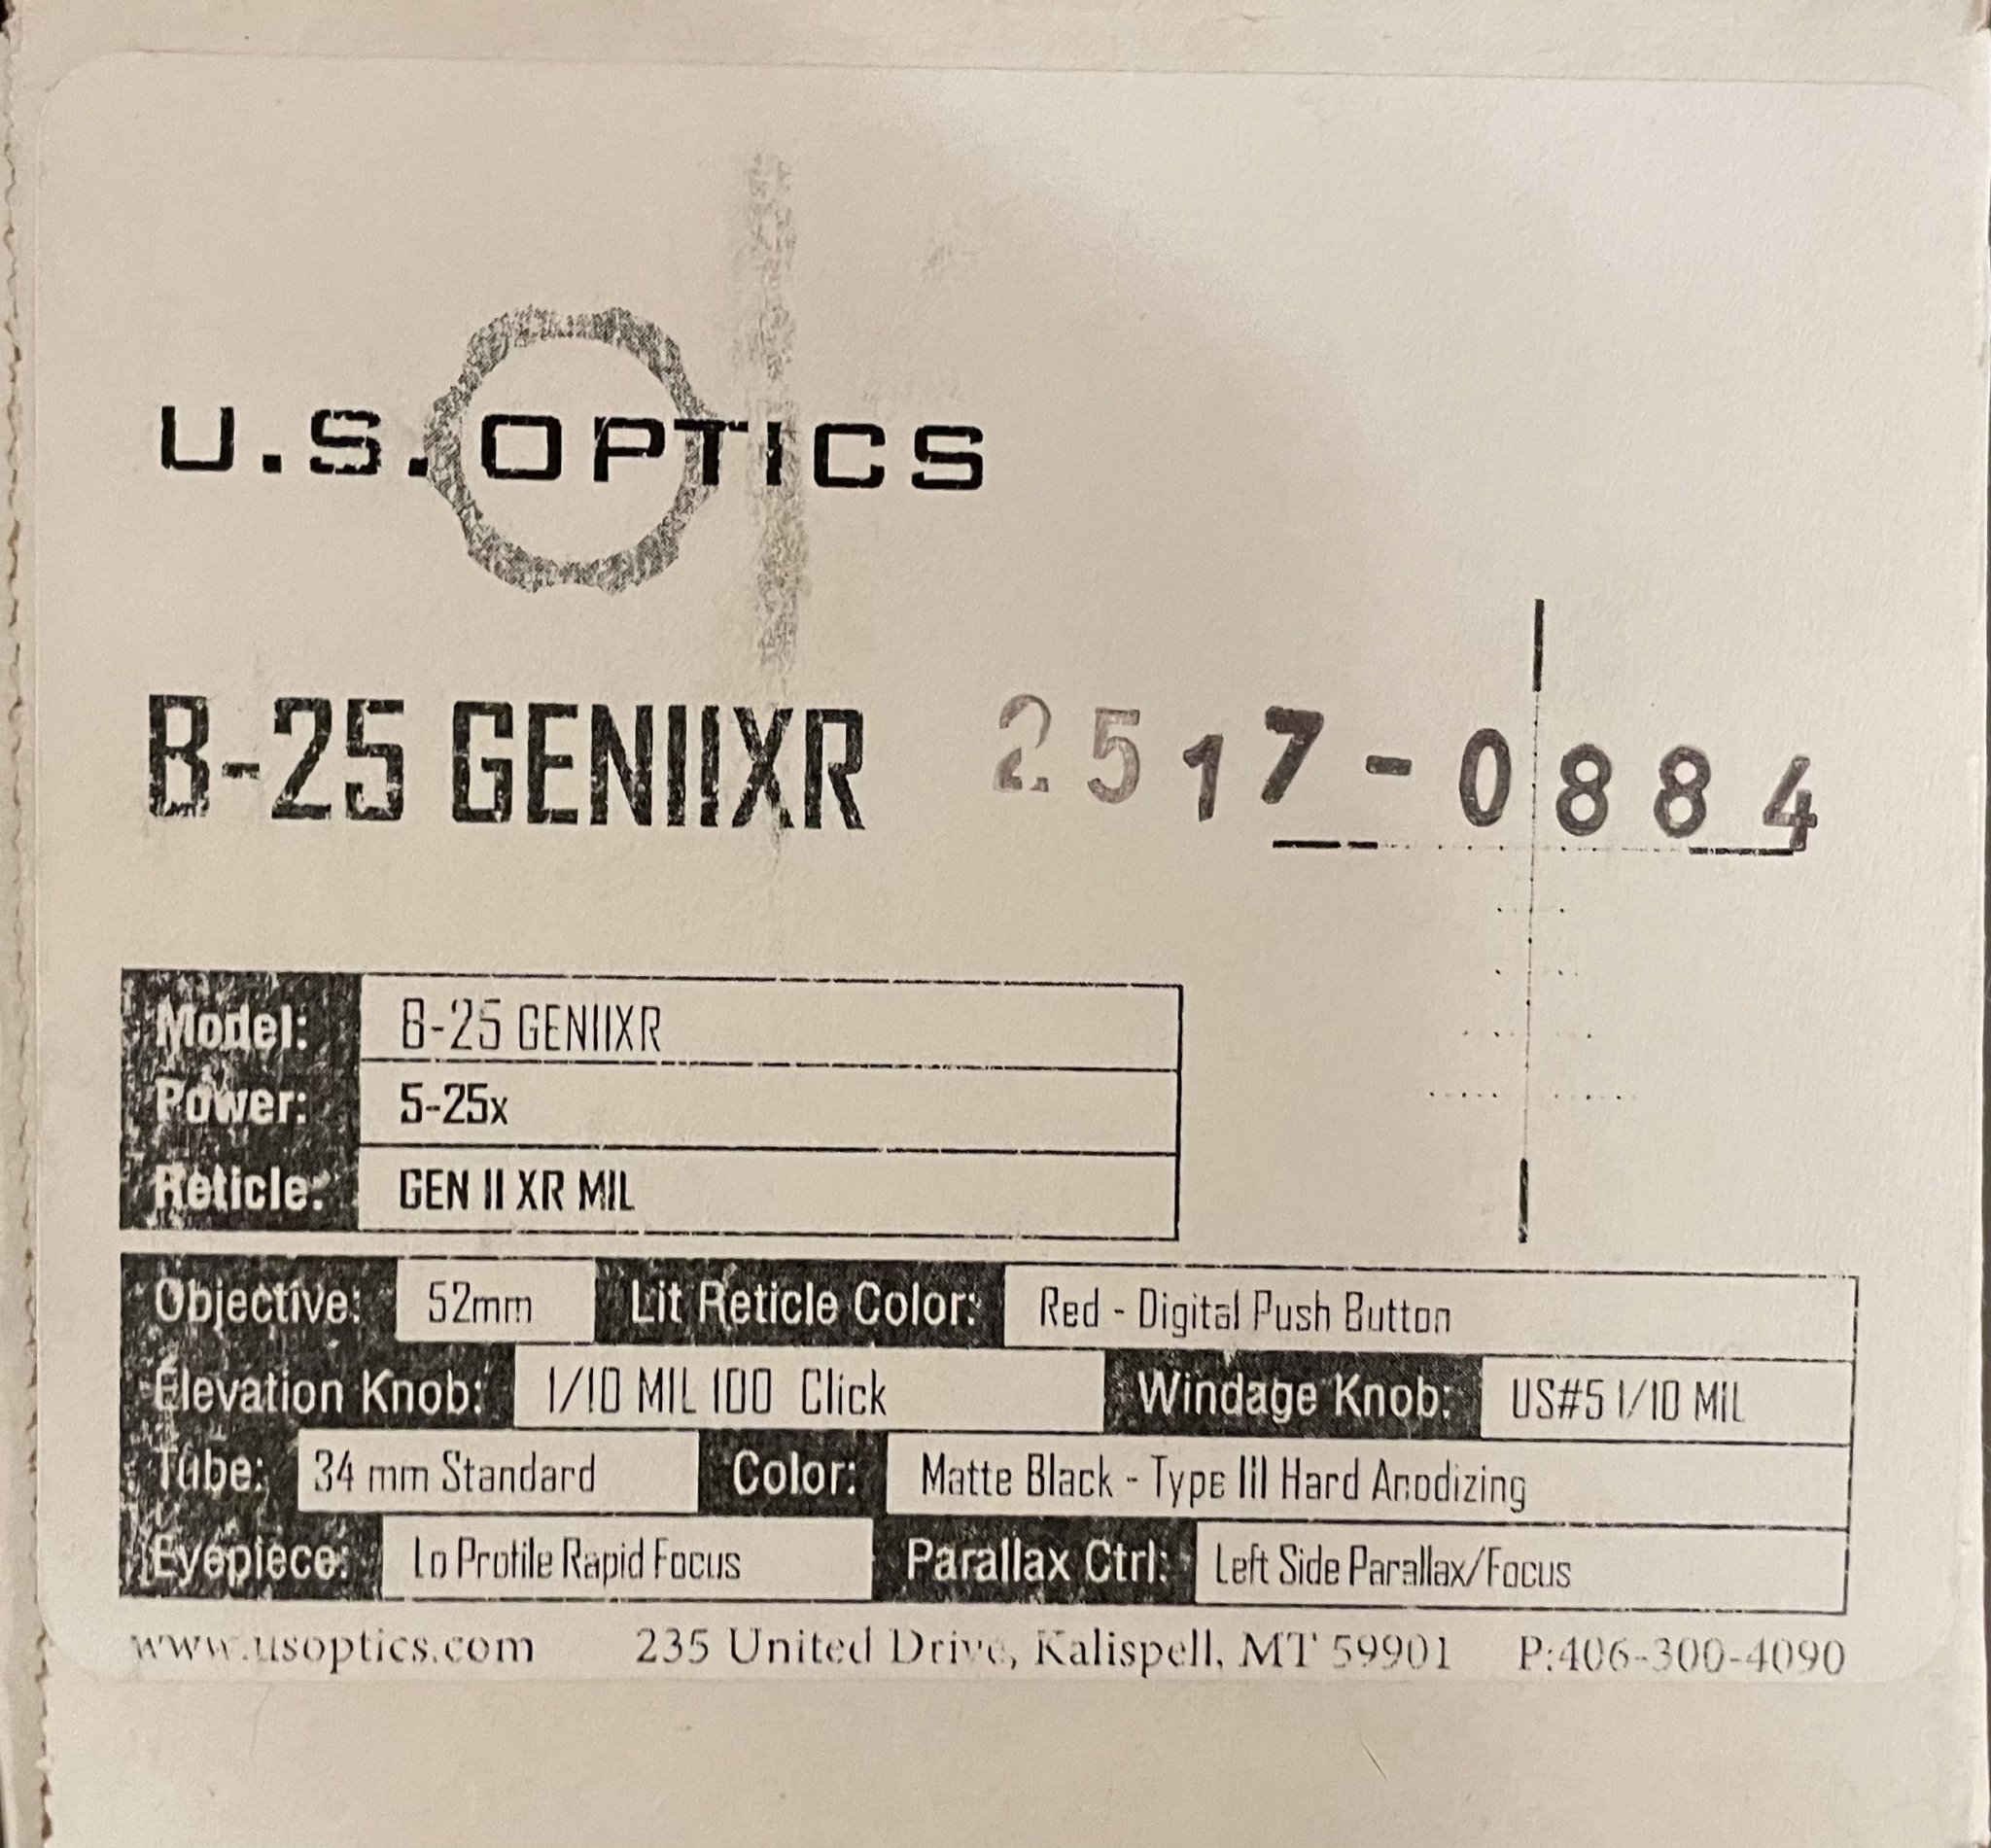 U.S. OPTICS
B-25 GENIIXR 2517-0884
Model: B-25 GENIIXR
Power: 5-25x
Reticle: GEN II XR MIL
Objective: 52mm Lit Reticle Color: Red - Digital Push Button
Elevation Knob: 1/10 MIL 100 Click Windage Knob: US#5 1/10 MIL
Tube: 34 mm Standard Color: Matte Black - Type III Hard Anodizing
Eyepiece: Lo Profile Rapid Focus Parallax Ctrl: Left Side Parallax/Focus
www.usoptics.com 235 United Drive, Kalispell, MT 59901 P:406-300-4090